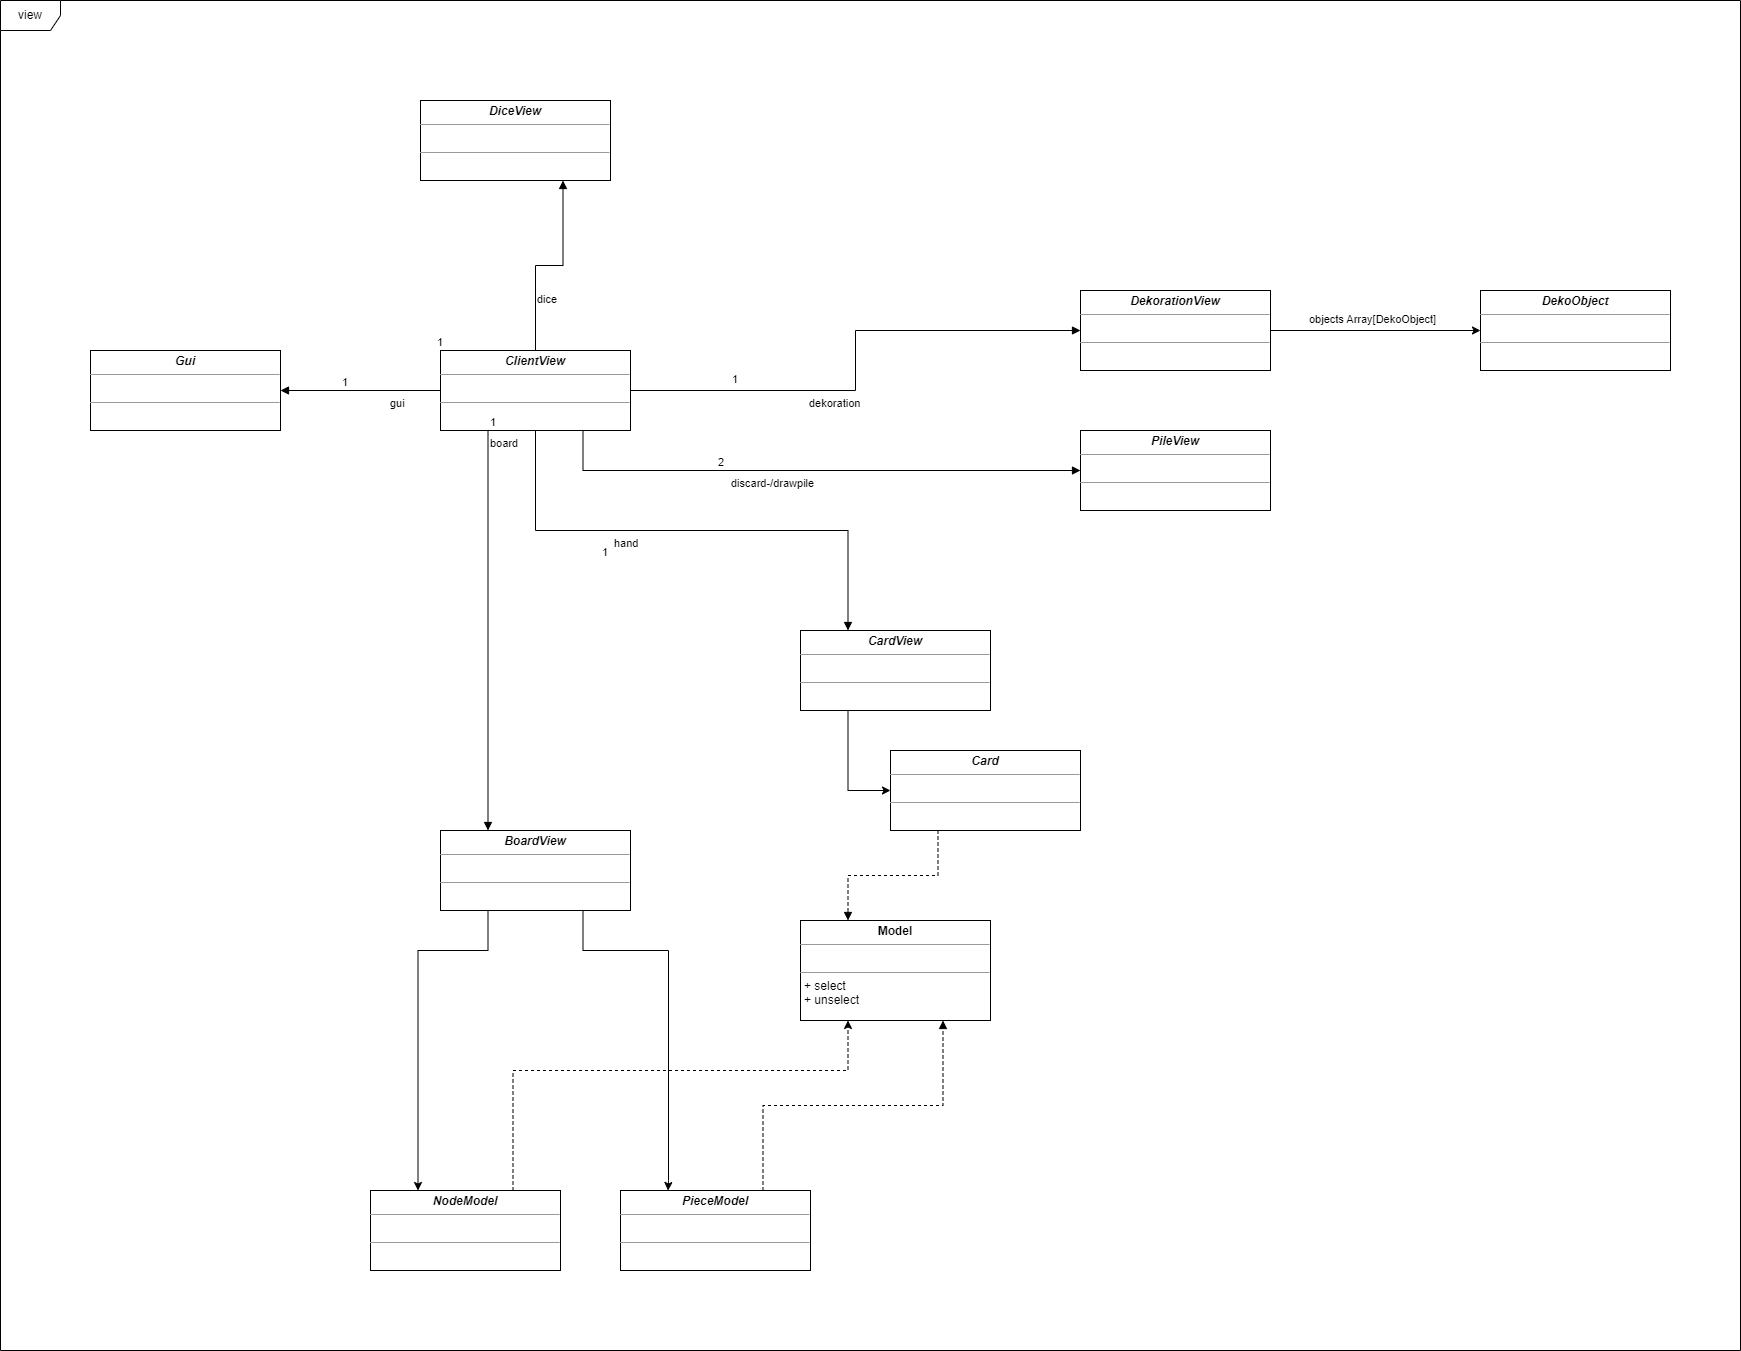 view
DiceView
dice
DekorationView
objects Array[DekoObject]
DekoObject
1
Gui
1
gui
ClientView
1
dekoration
1
board
PileView
2
discard-/drawpile
hand
1
CardView
Card
BoardView
Model
+ select
+ unselect
NodeModel
PieceModel